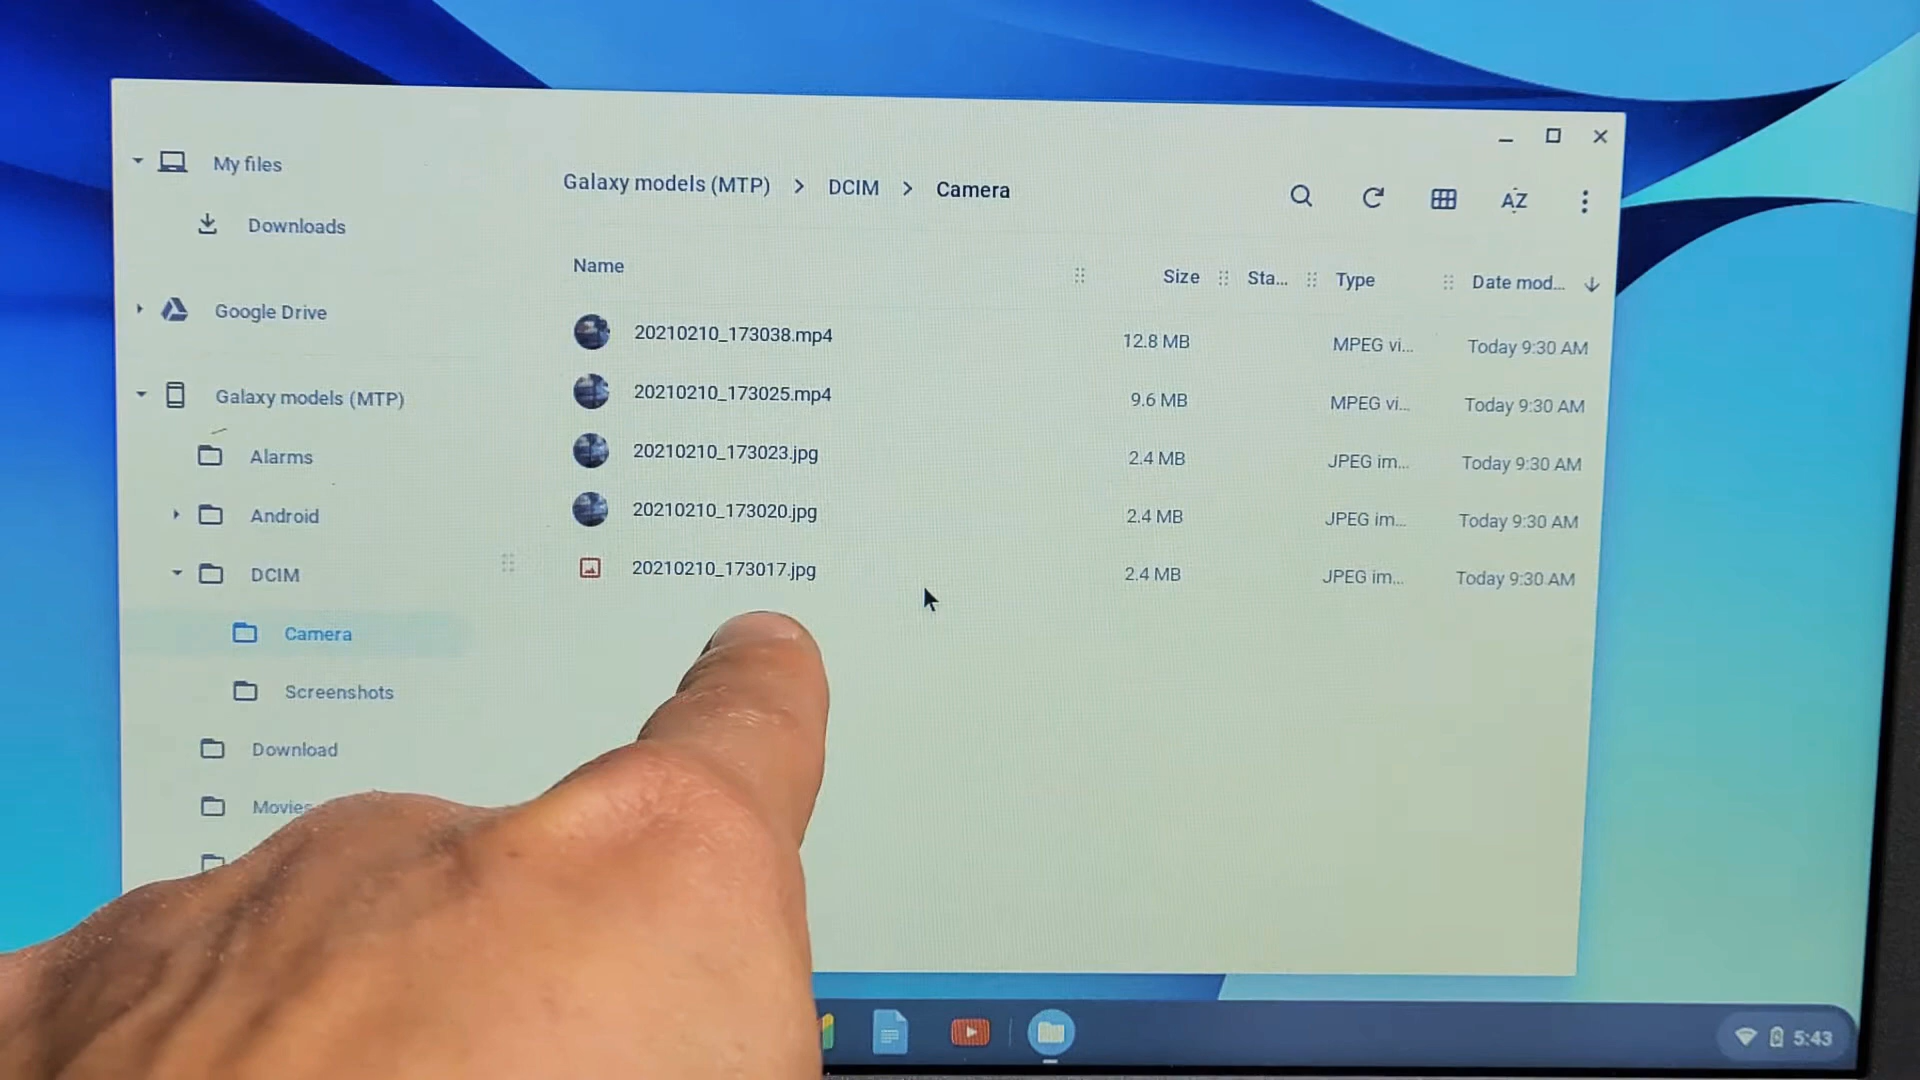 My files
Downloads
Google Drive
Galaxy models (MTP)
Alarms
Android
DCIM
Camera
Screenshots
Download
Movies
Galaxy models (MTP) > DCIM > Camera
AZ
Name Size Sta... Type Date mod...
20210210_173038.mp4 12.8 MB MPEG vi... Today 9:30 AM
20210210_173025.mp4 9.6 MB MPEG vi... Today 9:30 AM
20210210_173023.jpg 2.4 MB JPEG im... Today 9:30 AM
20210210_173020.jpg 2.4 MB JPEG im... Today 9:30 AM
20210210_173017.jpg 2.4 MB JPEG im... Today 9:30 AM
5:43